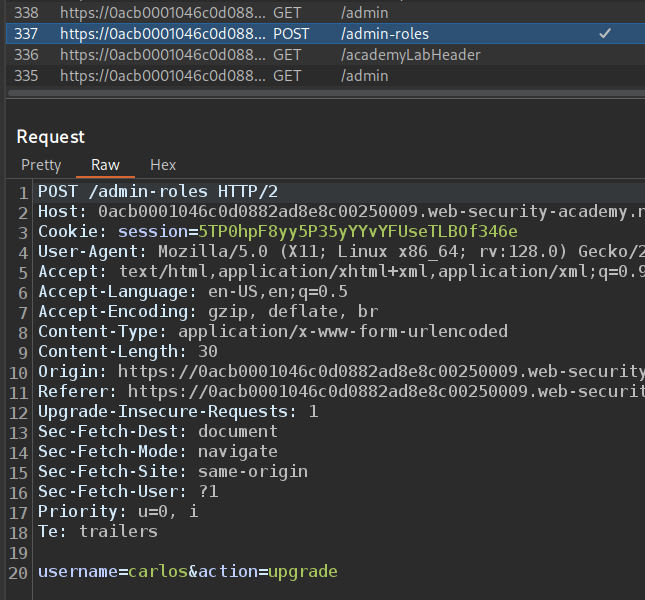 338 https://0acb0001046c0d088... GET /admin
337 https://0acb0001046c0d088... POST /admin-roles
336 https://0acb0001046c0d088... GET /academyLabHeader
335 https://0acb0001046c0d088... GET /admin
Request
Pretty Raw Hex
1 POST /admin-roles HTTP/2
2 Host: 0acb0001046c0d0882ad8e8c00250009.web-security-academy.n
3 Cookie: session=5TP0hpF8yy5P35yYYvYFUseTLBOf346e
4 User-Agent: Mozilla/5.0 (X11; Linux x86_64; rv:128.0) Gecko/2
5 Accept: text/html,application/xhtml+xml,application/xml;q=0.9
6 Accept-Language: en-US,en;q=0.5
7 Accept-Encoding: gzip, deflate, br
8 Content-Type: application/x-www-form-urlencoded
9 Content-Length: 30
10 Origin: https://0acb0001046c0d0882ad8e8c00250009.web-security
11 Referer: https://0acb0001046c0d0882ad8e8c00250009.web-securit
12 Upgrade-Insecure-Requests: 1
13 Sec-Fetch-Dest: document
14 Sec-Fetch-Mode: navigate
15 Sec-Fetch-Site: same-origin
16 Sec-Fetch-User: ?1
17 Priority: u=0, i
18 Te: trailers
19
20 username=carlos&action=upgrade